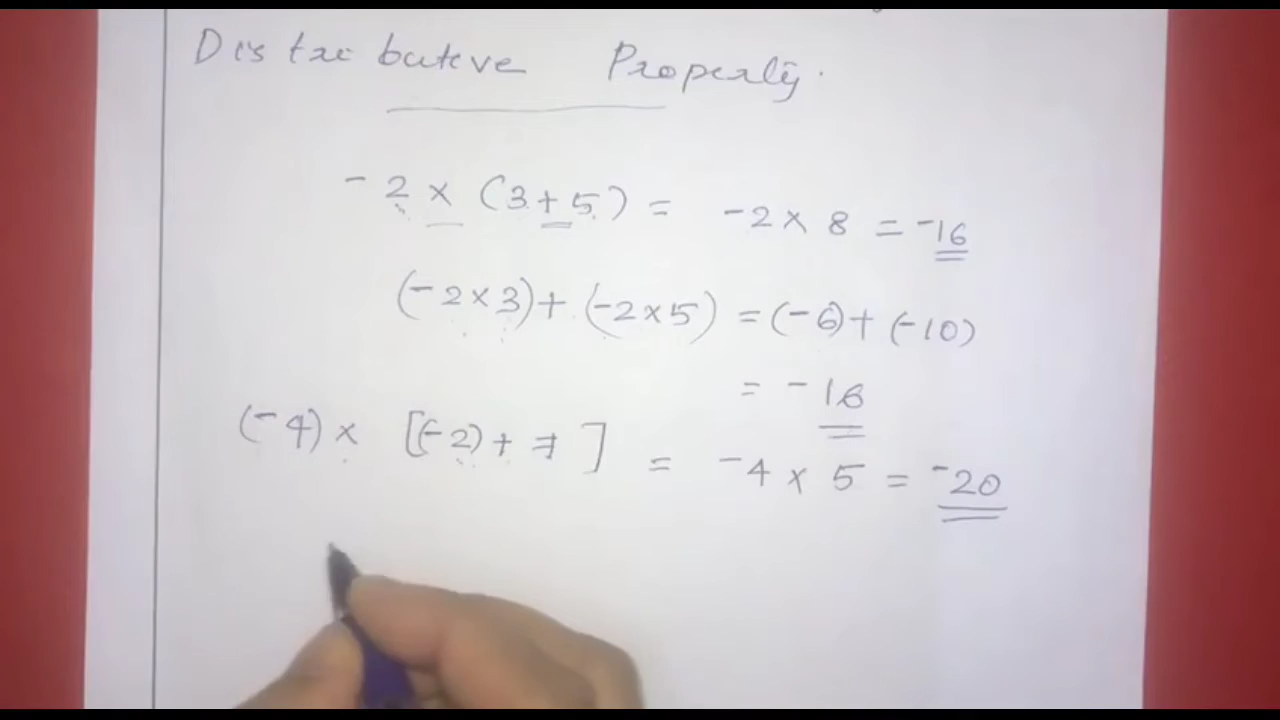 Distributive Property.
-2 × (3+5) = -2 × 8 = -16
(-2×3)+(-2×5) = (-6)+(-10)
= -16
(-4) × [(-2)+7] = -4 × 5 = -20